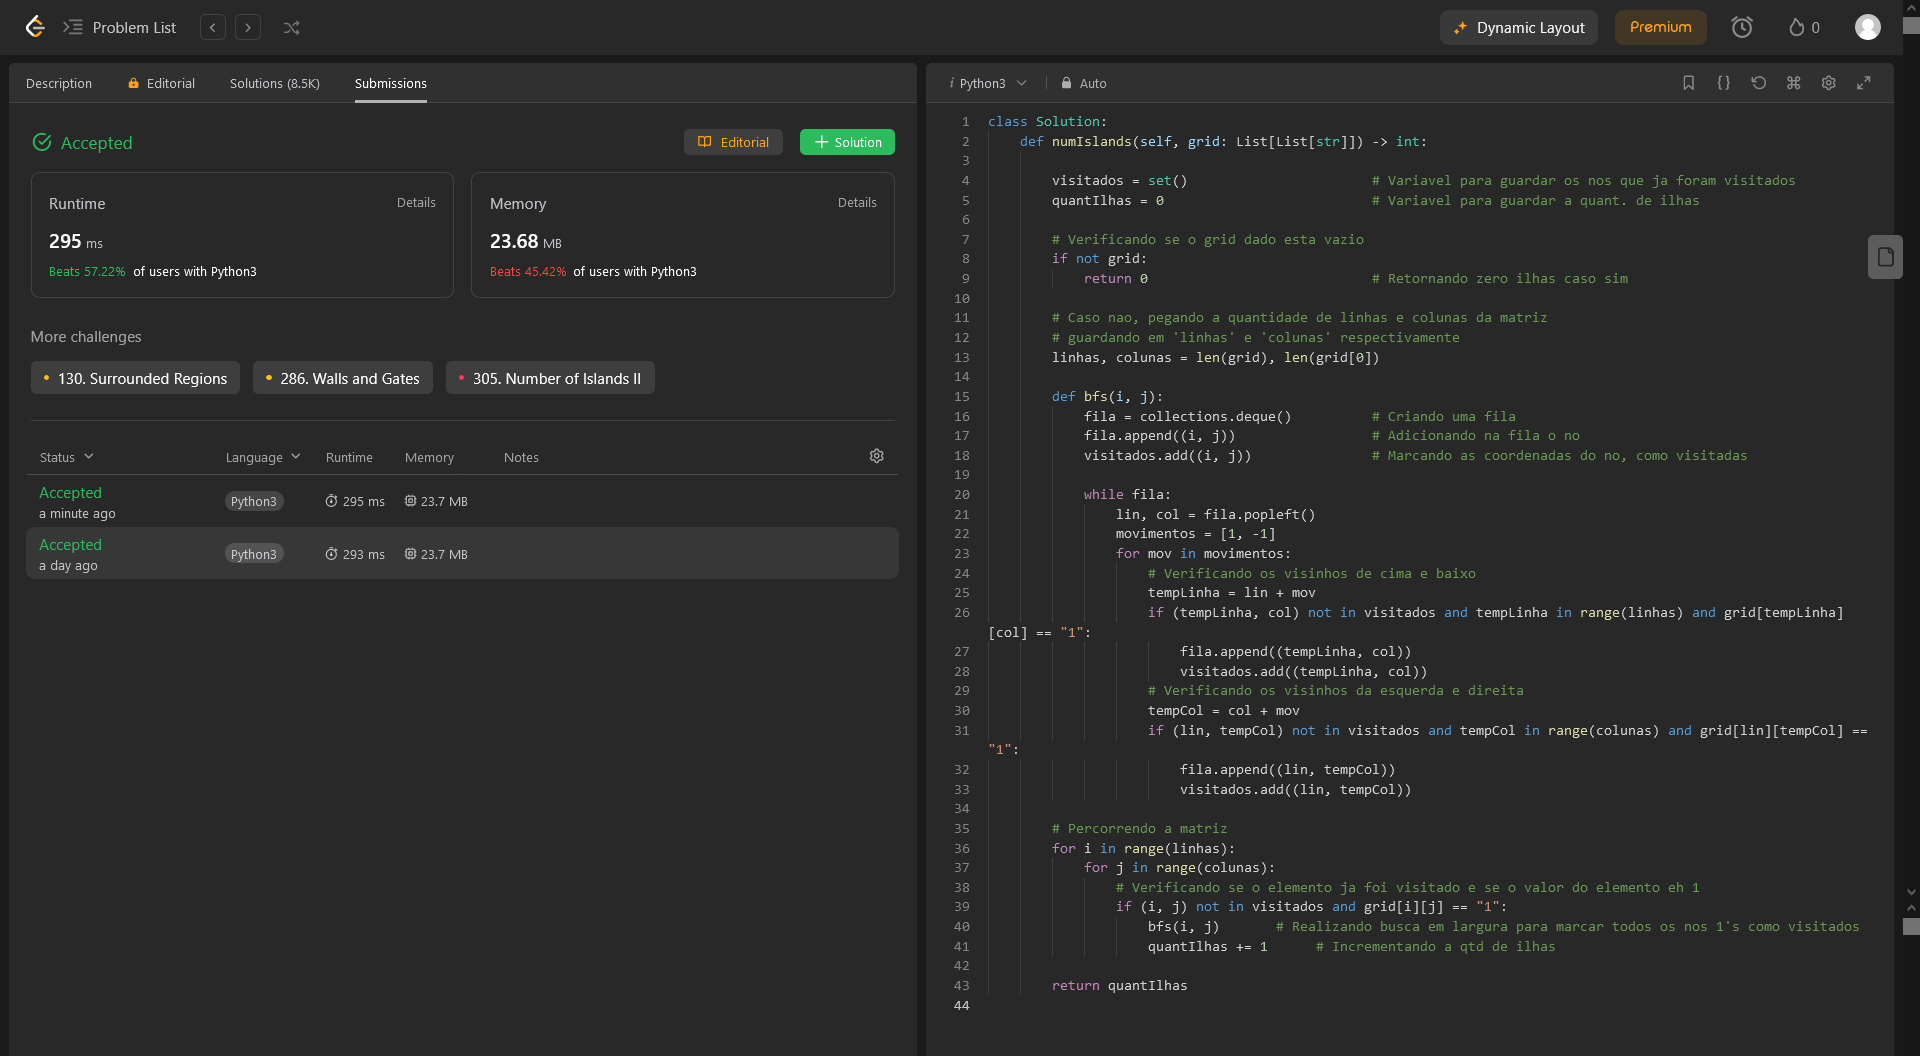 Problem List
Dynamic Layout
Premium
0
Description
Editorial
Solutions (8.5K)
Submissions
Accepted
Editorial
Solution
Runtime
Details
295 ms
Beats 57.22% of users with Python3
Memory
Details
23.68 MB
Beats 45.42% of users with Python3
More challenges
130. Surrounded Regions
286. Walls and Gates
305. Number of Islands II
Status Language Runtime Memory Notes
Accepted
a minute ago
Python3
295 ms
23.7 MB
Accepted
a day ago
Python3
293 ms
23.7 MB
i Python3
Auto
1 class Solution:
2     def numIslands(self, grid: List[List[str]]) -> int:
3
4         visitados = set()                       # Variavel para guardar os nos que ja foram visitados
5         quantIlhas = 0                          # Variavel para guardar a quant. de ilhas
6
7         # Verificando se o grid dado esta vazio
8         if not grid:
9             return 0                            # Retornando zero ilhas caso sim
10
11         # Caso nao, pegando a quantidade de linhas e colunas da matriz
12         # guardando em 'linhas' e 'colunas' respectivamente
13         linhas, colunas = len(grid), len(grid[0])
14
15         def bfs(i, j):
16             fila = collections.deque()          # Criando uma fila
17             fila.append((i, j))                 # Adicionando na fila o no
18             visitados.add((i, j))               # Marcando as coordenadas do no, como visitadas
19
20             while fila:
21                 lin, col = fila.popleft()
22                 movimentos = [1, -1]
23                 for mov in movimentos:
24                     # Verificando os visinhos de cima e baixo
25                     tempLinha = lin + mov
26                     if (tempLinha, col) not in visitados and tempLinha in range(linhas) and grid[tempLinha]
[col] == "1":
27                         fila.append((tempLinha, col))
28                         visitados.add((tempLinha, col))
29                     # Verificando os visinhos da esquerda e direita
30                     tempCol = col + mov
31                     if (lin, tempCol) not in visitados and tempCol in range(colunas) and grid[lin][tempCol] ==
"1":
32                         fila.append((lin, tempCol))
33                         visitados.add((lin, tempCol))
34
35         # Percorrendo a matriz
36         for i in range(linhas):
37             for j in range(colunas):
38                 # Verificando se o elemento ja foi visitado e se o valor do elemento eh 1
39                 if (i, j) not in visitados and grid[i][j] == "1":
40                     bfs(i, j)       # Realizando busca em largura para marcar todos os nos 1's como visitados
41                     quantIlhas += 1      # Incrementando a qtd de ilhas
42
43         return quantIlhas
44